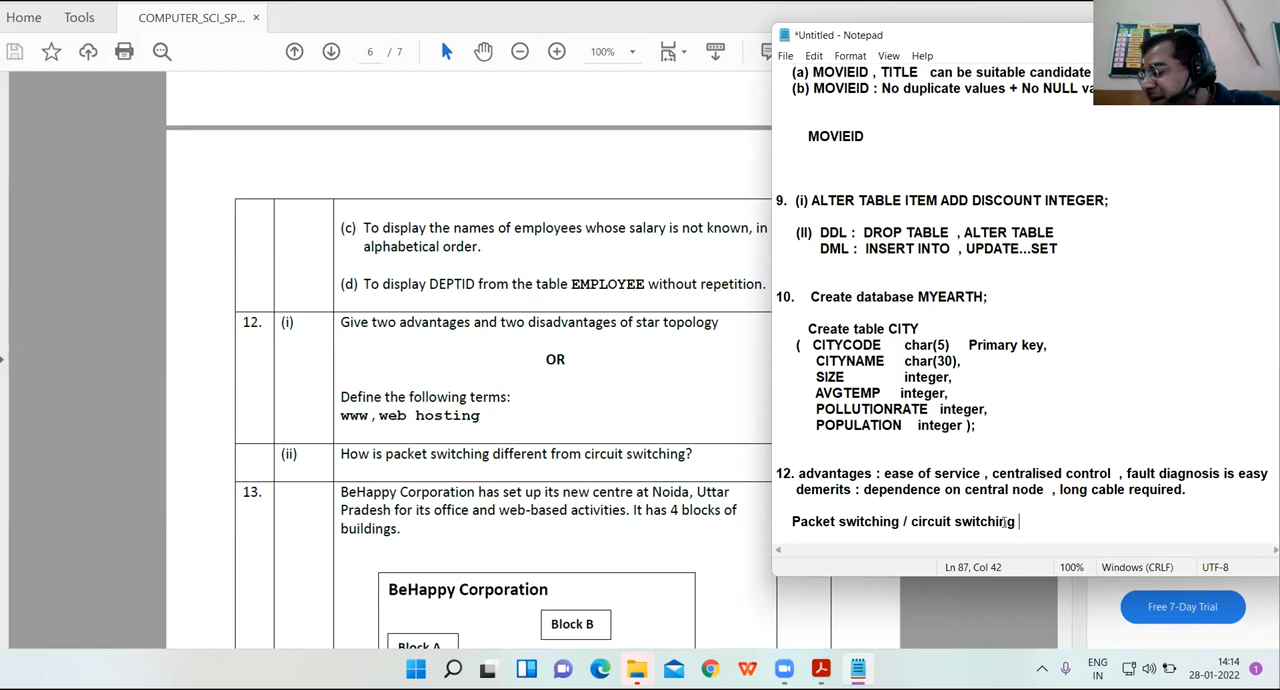 Home Tools COMPUTER_SCI_SP... ×
6 / 7 100%
(c) To display the names of employees whose salary is not known, in
alphabetical order.
(d) To display DEPTID from the table EMPLOYEE without repetition.
12. (i) Give two advantages and two disadvantages of star topology
OR
Define the following terms:
www, web hosting
(ii) How is packet switching different from circuit switching?
13. BeHappy Corporation has set up its new centre at Noida, Uttar
Pradesh for its office and web-based activities. It has 4 blocks of
buildings.
BeHappy Corporation
Block B
Block A
*Untitled - Notepad
File Edit Format View Help
(a) MOVIEID , TITLE can be suitable candidate
(b) MOVIEID : No duplicate values + No NULL va
MOVIEID
9. (i) ALTER TABLE ITEM ADD DISCOUNT INTEGER;
(II) DDL : DROP TABLE , ALTER TABLE
DML : INSERT INTO , UPDATE...SET
10. Create database MYEARTH;
Create table CITY
( CITYCODE char(5) Primary key,
CITYNAME char(30),
SIZE integer,
AVGTEMP integer,
POLLUTIONRATE integer,
POPULATION integer );
12. advantages : ease of service , centralised control , fault diagnosis is easy
demerits : dependence on central node , long cable required.
Packet switching / circuit switching
Ln 87, Col 42 100% Windows (CRLF) UTF-8
Free 7-Day Trial
ENG
IN
14:14
28-01-2022
1